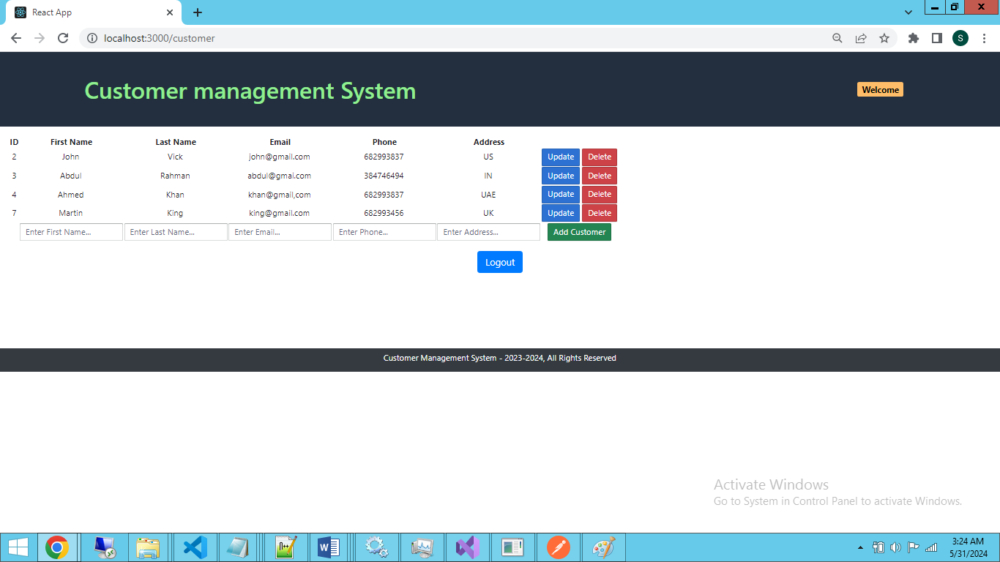 React App
localhost:3000/customer
S
Customer management System
Welcome
ID First Name Last Name Email Phone Address
2 John Vick john@gmail.com 682993837 US Update Delete
3 Abdul Rahman abdul@gmai.com 384746494 IN Update Delete
4 Ahmed Khan khan@gmail,com 682993837 UAE Update Delete
7 Martin King king@gmail.com 682993456 UK Update Delete
Enter First Name... Enter Last Name... Enter Email... Enter Phone... Enter Address... Add Customer
Logout
Customer Management System - 2023-2024, All Rights Reserved
Activate Windows
Go to System in Control Panel to activate Windows.
3:24 AM
5/31/2024